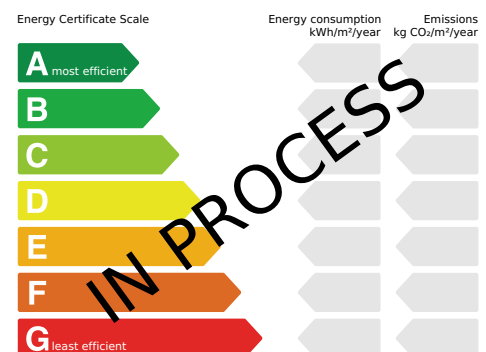 Energy Certificate Scale
Energy consumption
kWh/m²/year
Emissions
kg CO₂/m²/year
A most efficient
B
C
D
E
F
G least efficient
IN PROCESS